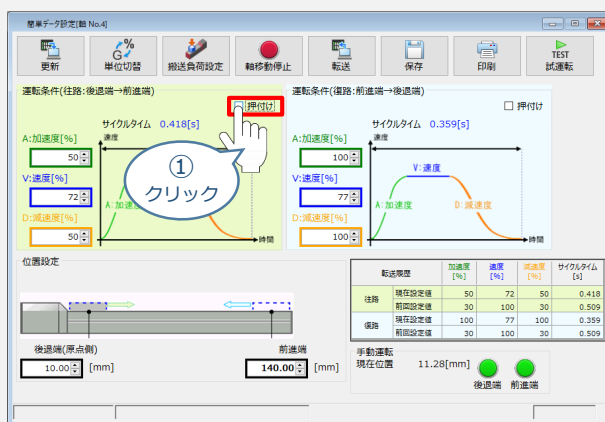 簡単データ設定[軸 No.4]
更新
G%
単位切替
搬送負荷設定
軸移動停止
転送
保存
印刷
TEST
試運転
運転条件(往路:後退端→前進端)
押付け
サイクルタイム 0.418[s]
A:加速度[%]
50
V:速度[%]
72
D:減速度[%]
50
速度
A:加速度
時間
①
クリック
運転条件(復路:前進端→後退端)
押付け
サイクルタイム 0.359[s]
A:加速度[%]
100
V:速度[%]
77
D:減速度[%]
100
速度
V:速度
A:加速度
D:減速度
時間
位置設定
後退端(原点側)
10.00 [mm]
前進端
140.00 [mm]
転送履歴 加速度[%] 速度[%] 減速度[%] サイクルタイム[s]
往路 現在設定値 50 72 50 0.418
前回設定値 30 100 30 0.509
復路 現在設定値 100 77 100 0.359
前回設定値 30 100 30 0.509
手動運転
現在位置 11.28[mm]
後退端 前進端